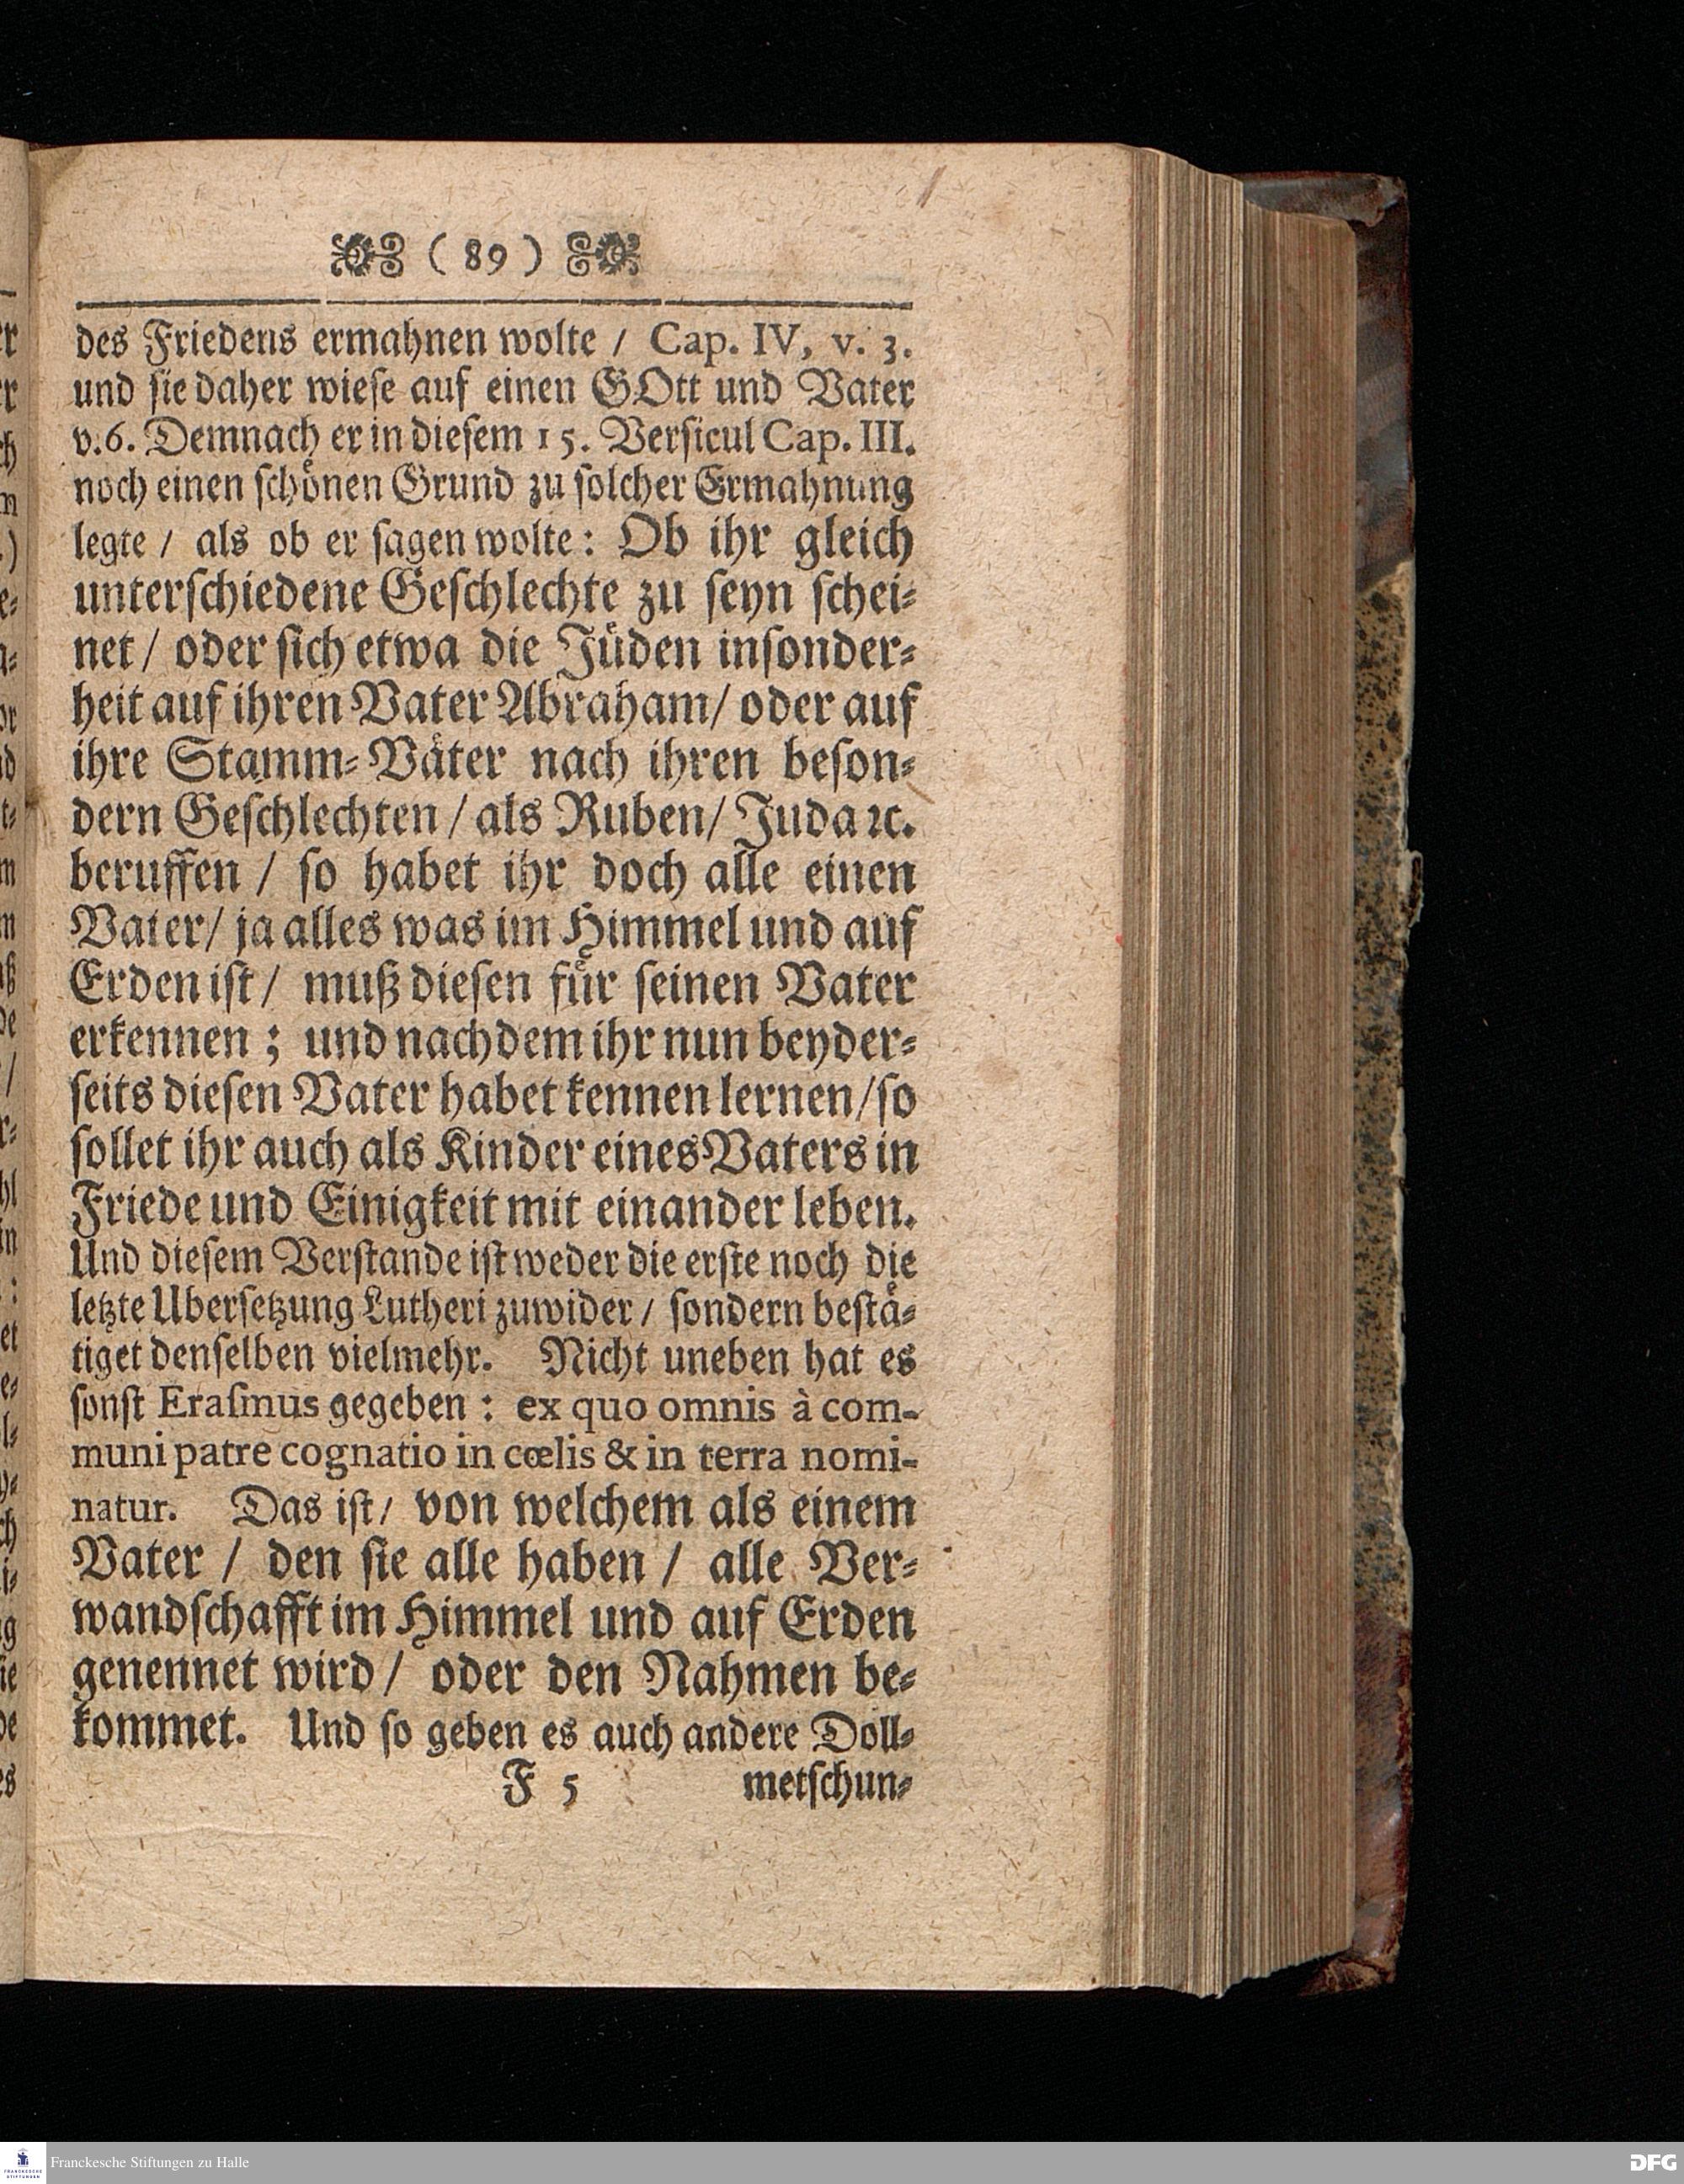 ( 89 )
des Friedens ermahnen wolte / Cap. IV, v. 3.
und ſie daher wieſe auf einen GOtt und Vater
v. 6. Demnach er in dieſem 15. Verſicul Cap. III.
noch einen ſchoͤnen Grund zu ſolcher Ermahnung
legte / als ob er ſagen wolte: Ob ihr gleich
unterſchiedene Geſchlechte zu ſeyn ſchei⸗
net / oder ſich etwa die Juͤden inſonder⸗
heit auf ihren Vater Abraham / oder auf
ihre Stamm⸗Vaͤter nach ihren beſon⸗
dern Geſchlechten / als Ruben / Juda ꝛc.
beruffen / ſo habet ihr doch alle einen
Vater / ja alles was im Himmel und auf
Erden iſt / muß dieſen fuͤr ſeinen Vater
erkennen ; und nachdem ihr nun beyder⸗
ſeits dieſen Vater habet kennen lernen / ſo
ſollet ihr auch als Kinder eines Vaters in
Friede und Einigkeit mit einander leben.
Und dieſem Verſtande iſt weder die erſte noch die
letzte Uberſetzung Lutheri zuwider / ſondern beſtaͤ⸗
tiget denſelben vielmehr. Nicht uneben hat es
ſonſt Eraſmus gegeben : ex quo omnis à com-
muni patre cognatio in cœlis & in terra nomi-
natur. Das iſt / von welchem als einem
Vater / den ſie alle haben / alle Ver⸗
wandſchafft im Himmel und auf Erden
genennet wird / oder den Nahmen be⸗
kommet. Und ſo geben es auch andere Doll⸗
F 5 metſchun⸗
Franckesche Stiftungen zu Halle
DFG